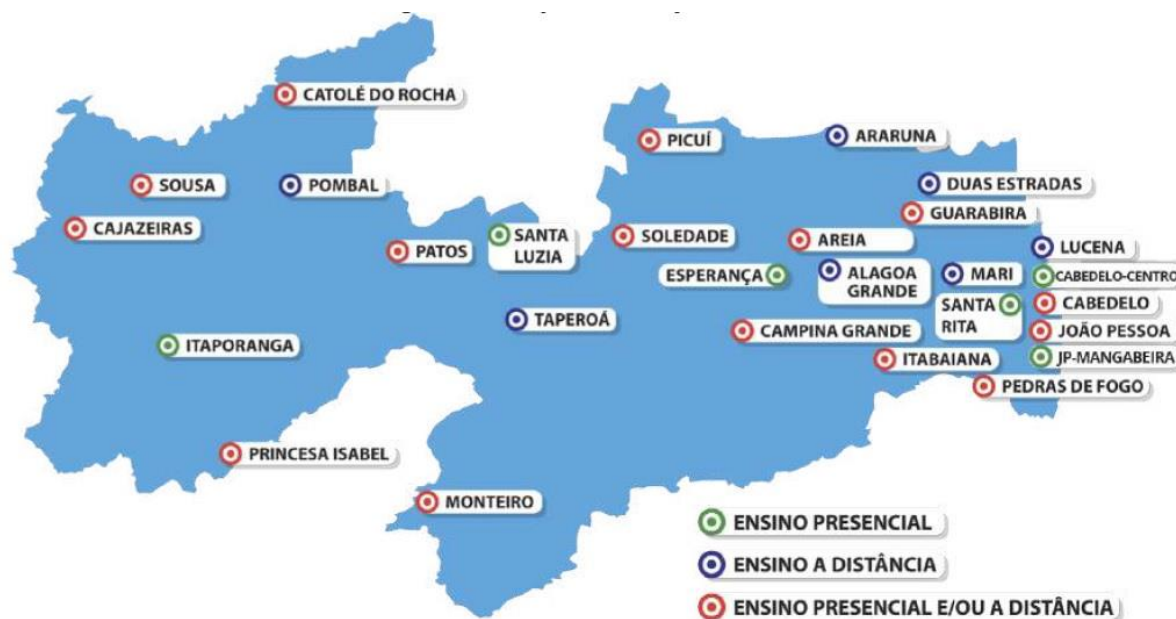 CATOLÉ DO ROCHA
PICUÍ
ARARUNA
SOUSA
POMBAL
DUAS ESTRADAS
GUARABIRA
CAJAZEIRAS
PATOS
SANTA
LUZIA
SOLEDADE
AREIA
LUCENA
ESPERANÇA
ALAGOA
GRANDE
MARI
CABEDELO-CENTRO
SANTA
RITA
CABEDELO
TAPEROÁ
CAMPINA GRANDE
JOÃO PESSOA
ITAPORANGA
ITABAIANA
JP-MANGABEIRA
PEDRAS DE FOGO
PRINCESA ISABEL
MONTEIRO
ENSINO PRESENCIAL
ENSINO A DISTÂNCIA
ENSINO PRESENCIAL E/OU A DISTÂNCIA